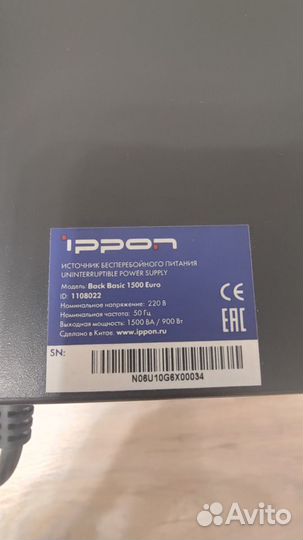 ippon
ИСТОЧНИК БЕСПЕРЕБОЙНОГО ПИТАНИЯ
UNINTERRUPTIBLE POWER SUPPLY
Модель: Back Basic 1500 Euro
ID: 1108022
Номинальное напряжение: 220 В
Номинальная частота: 50 Гц
Выходная мощность: 1500 ВА / 900 Вт
Сделано в Китае. www.ippon.ru
CE
EAC
SN:
N06U10G6X00034
Avito